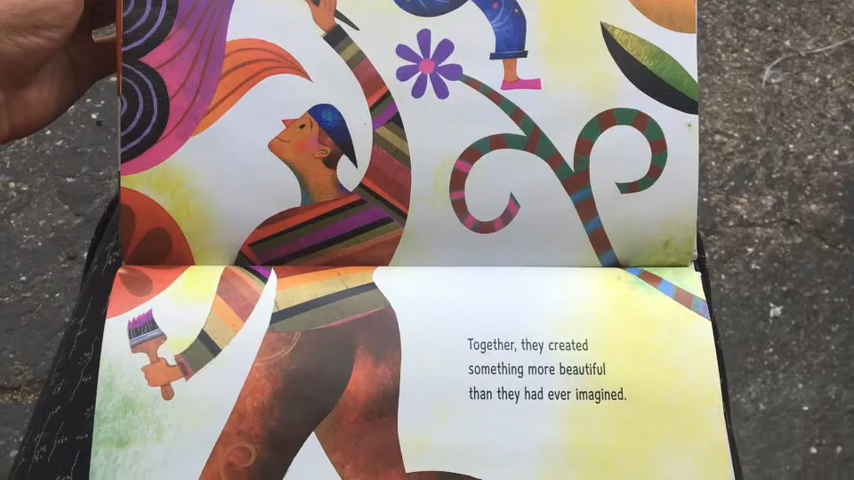 Together, they created
something more beautiful
than they had ever imagined.